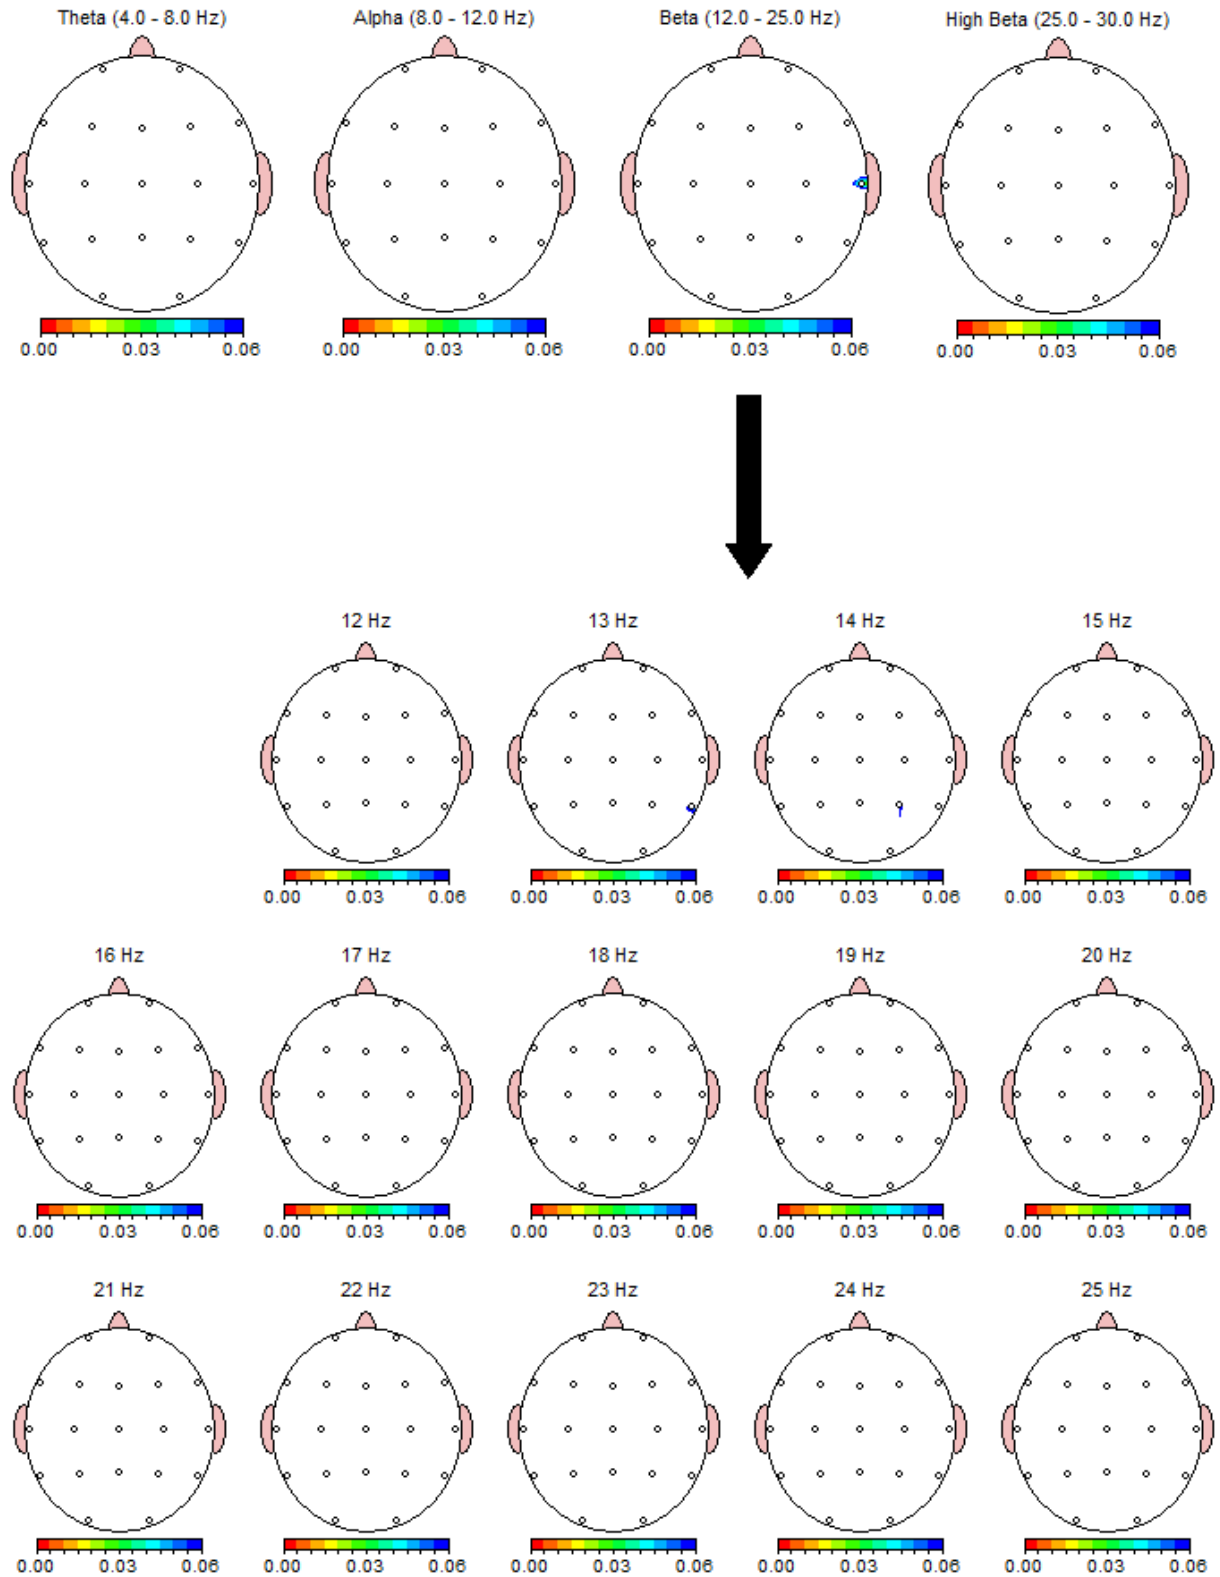 Theta (4.0 - 8.0 Hz) Alpha (8.0 - 12.0 Hz) Beta (12.0 - 25.0 Hz) High Beta (25.0 - 30.0 Hz)
0.00 0.03 0.06 0.00 0.03 0.06 0.00 0.03 0.06 0.00 0.03 0.06
12 Hz 13 Hz 14 Hz 15 Hz
0.00 0.03 0.06 0.00 0.03 0.06 0.00 0.03 0.06 0.00 0.03 0.06
16 Hz 17 Hz 18 Hz 19 Hz 20 Hz
0.00 0.03 0.06 0.00 0.03 0.06 0.00 0.03 0.06 0.00 0.03 0.06 0.00 0.03 0.06
21 Hz 22 Hz 23 Hz 24 Hz 25 Hz
0.00 0.03 0.06 0.00 0.03 0.06 0.00 0.03 0.06 0.00 0.03 0.06 0.00 0.03 0.06